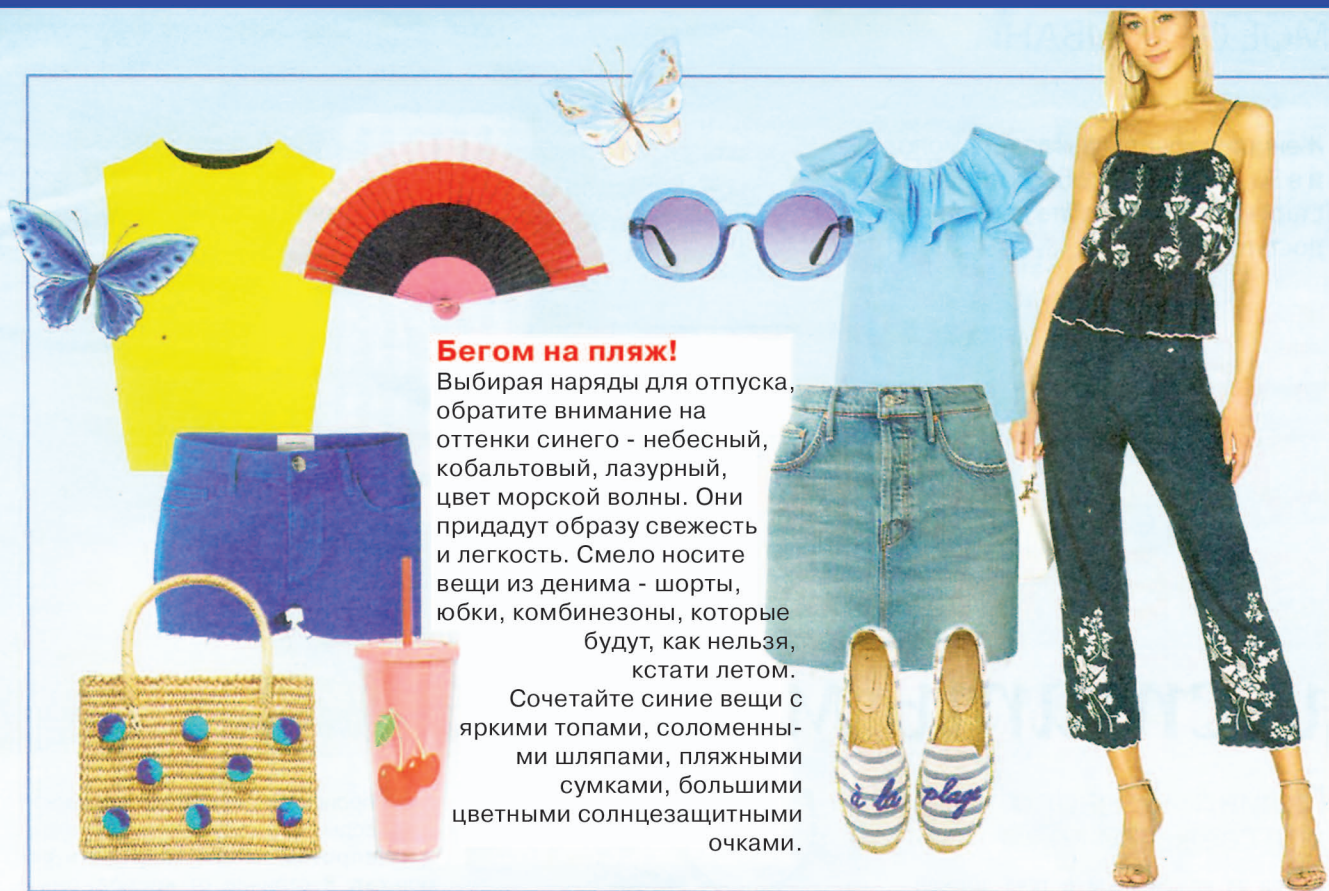 Бегом на пляж!
Выбирая наряды для отпуска,
обратите внимание на
оттенки синего - небесный,
кобальтовый, лазурный,
цвет морской волны. Они
придадут образу свежесть
и легкость. Смело носите
вещи из денима - шорты,
юбки, комбинезоны, которые
будут, как нельзя,
кстати летом.
Сочетайте синие вещи с
яркими топами, соломенны-
ми шляпами, пляжными
сумками, большими
цветными солнцезащитными
очками.
à la plage